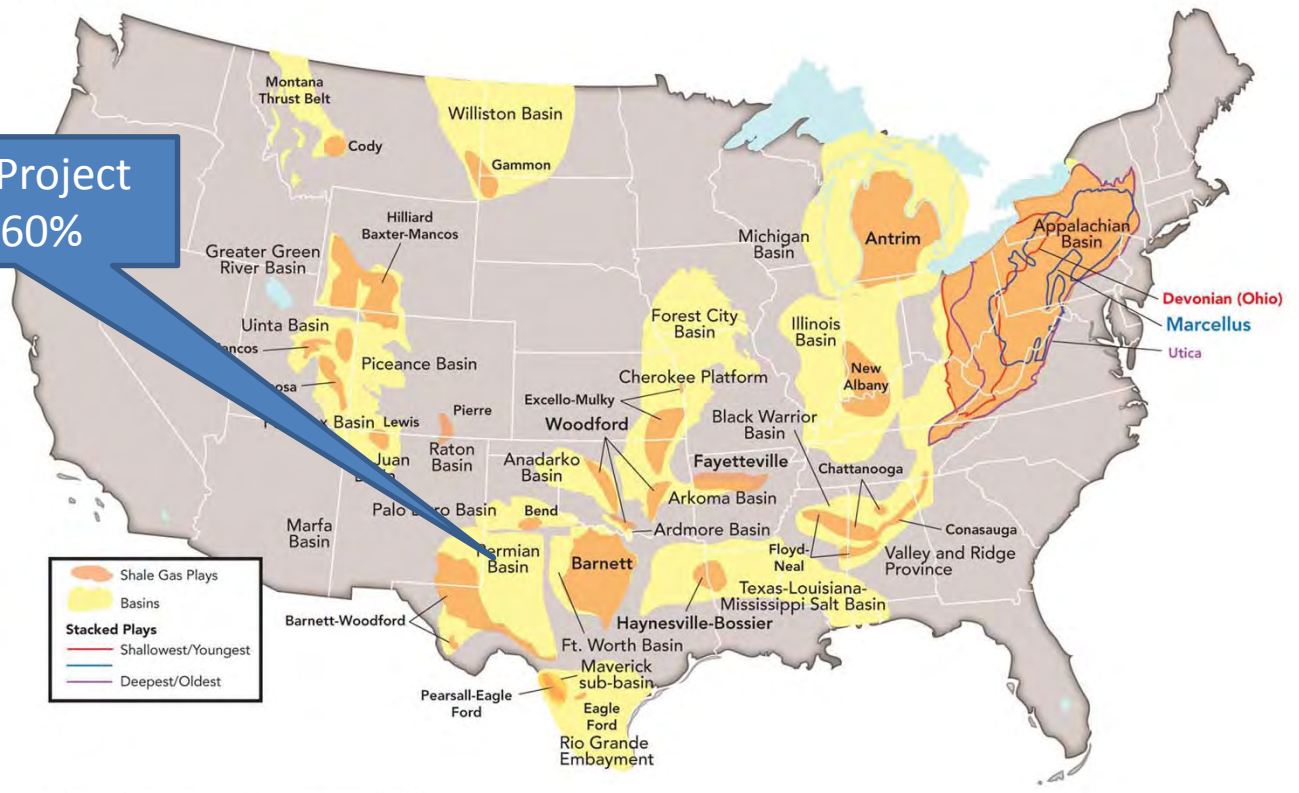 Project
60%
Montana
Thrust Belt
Cody
Williston Basin
Gammon
Hilliard
Baxter-Mancos
Greater Green
River Basin
Uinta Basin
Piceance Basin
Basin
Lewis
Pierre
Raton
Basin
Juan
Palo
Basin
Marfa
Basin
Permian
Basin
Bend
Barnett
Barnett-Woodford
Ft. Worth Basin
Pearsall-Eagle
Ford
Maverick
sub-basin
Eagle
Ford
Rio Grande
Embayment
Anadarko
Basin
Woodford
Excello-Mulky
Cherokee Platform
Forest City
Basin
Fayetteville
Arkoma Basin
Ardmore Basin
Haynesville-Bossier
Texas-Louisiana-
Mississippi Salt Basin
Michigan
Basin
Antrim
Illinois
Basin
New
Albany
Black Warrior
Basin
Chattanooga
Floyd-
Neal
Conasauga
Valley and Ridge
Province
Appalachian
Basin
Devonian (Ohio)
Marcellus
Utica
Shale Gas Plays
Basins
Stacked Plays
Shallowest/Youngest
Deepest/Oldest